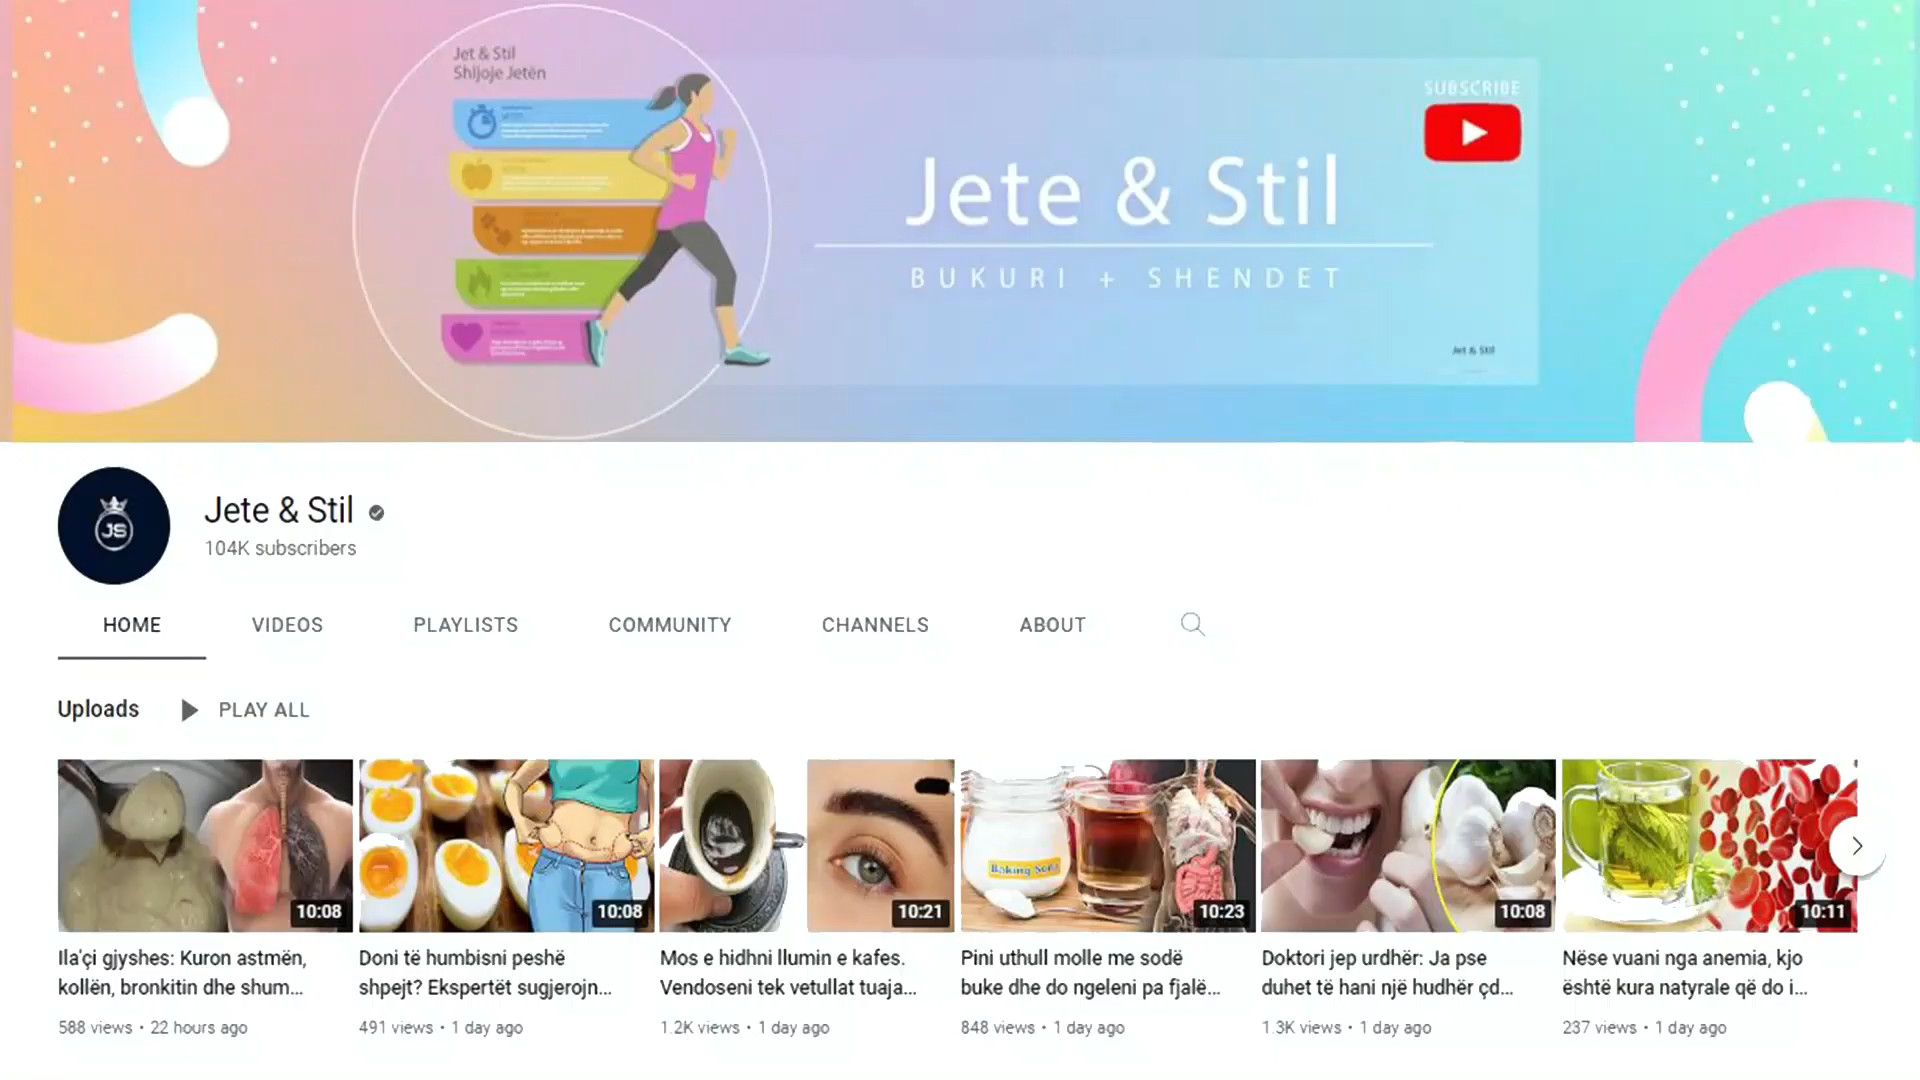 Jet & Stil
Shijoje Jetën
SUBSCRIBE
Jete & Stil
BUKURI + SHENDET
Jet & Stil
JS
Jete & Stil
104K subscribers
HOME VIDEOS PLAYLISTS COMMUNITY CHANNELS ABOUT
Uploads PLAY ALL
Baking Soda
10:08 10:08 10:21 10:23 10:08 10:11
Ila'çi gjyshes: Kuron astmën,
kollën, bronkitin dhe shum...
588 views • 22 hours ago
Doni të humbisni peshë
shpejt? Ekspertët sugjerojn...
491 views • 1 day ago
Mos e hidhni llumin e kafes.
Vendoseni tek vetullat tuaja...
1.2K views • 1 day ago
Pini uthull molle me sodë
buke dhe do ngeleni pa fjalë...
848 views • 1 day ago
Doktori jep urdhër: Ja pse
duhet të hani një hudhër çd...
1.3K views • 1 day ago
Nëse vuani nga anemia, kjo
është kura natyrale që do i...
237 views • 1 day ago